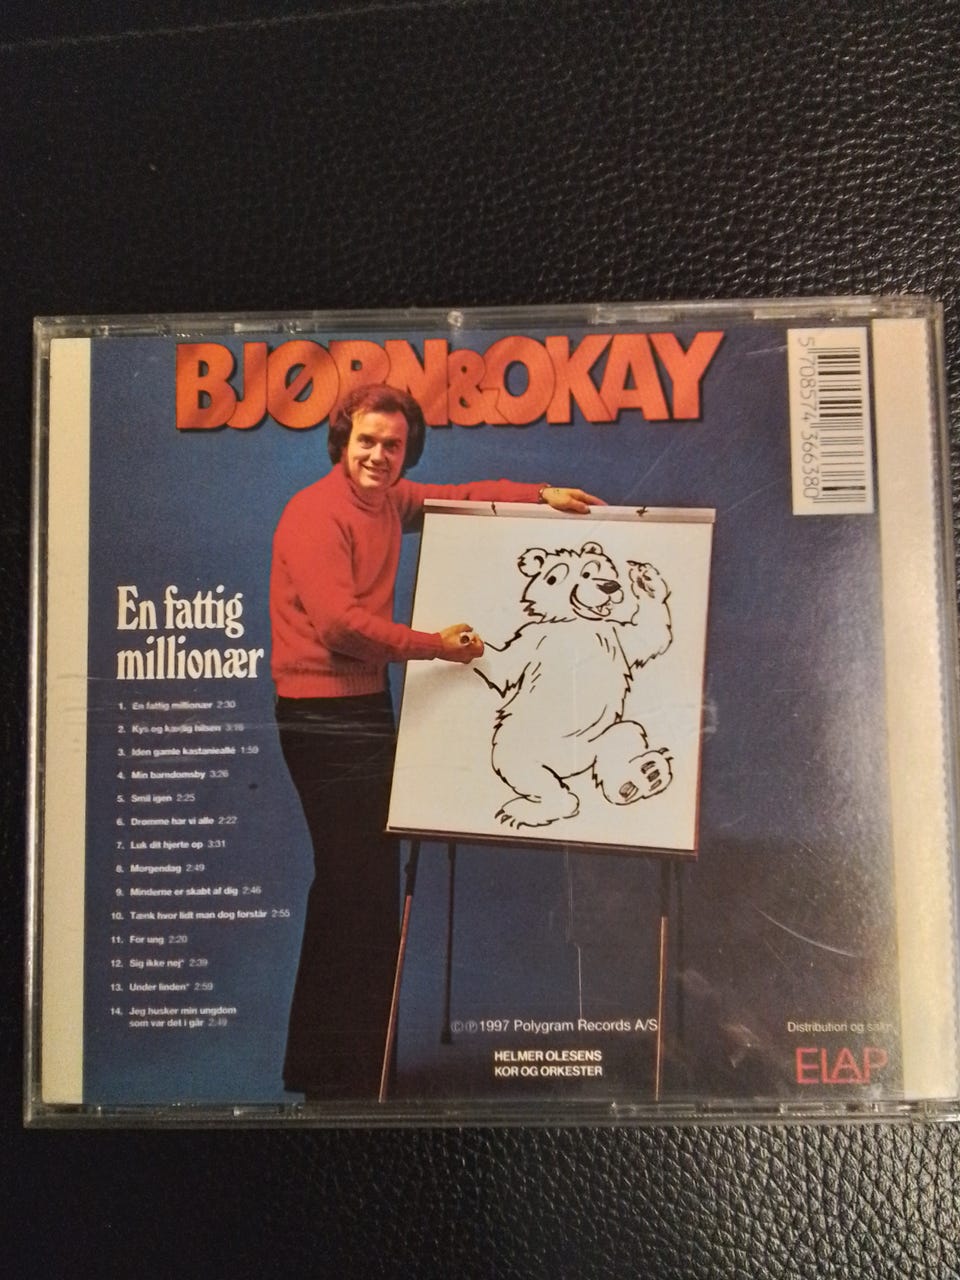 BJØRN&OKAY
5 708574 366380
En fattig
millionær
1. En fattig millionær 2:30
2. Kys og kærlig hilsen 3:16
3. Iden gamle kastanieallé 1:59
4. Min barndomsby 3:26
5. Smil igen 2:25
6. Drømme har vi alle 2:22
7. Luk dit hjerte op 3:31
8. Morgendag 2:49
9. Minderne er skabt af dig 2:46
10. Tænk hvor lidt man dog forstår 2:55
11. For ung 2:20
12. Sig ikke nej* 2:39
13. Under linden* 2:59
14. Jeg husker min ungdom
som var det i går 2:49
©℗ 1997 Polygram Records A/S
HELMER OLESENS
KOR OG ORKESTER
Distribution og salg
ELAP